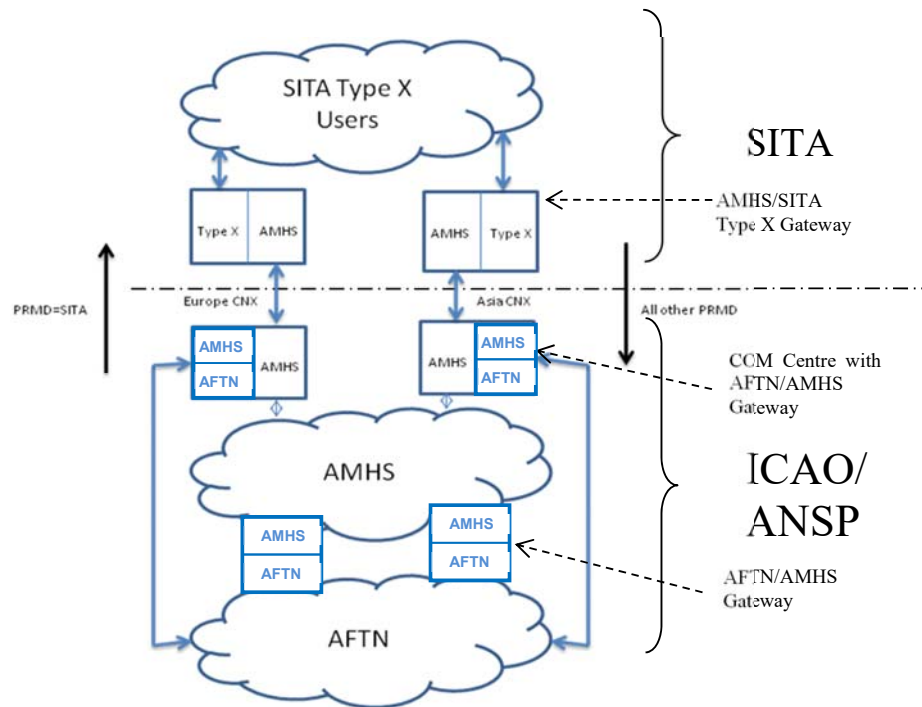 SITA Type X
Users
SITA
Type X
AMHS
AMHS
Type X
AMHS/SITA
Type X Gateway
PRMD=SITA
Europe CNX
Asia CNX
All other PRMD
AMHS
AFTN
AMHS
AMHS
AMHS
AFTN
COM Centre with
AFTN/AMHS
Gateway
AMHS
ICAO/
ANSP
AMHS
AFTN
AMHS
AFTN
AFTN/AMHS
Gateway
AFTN